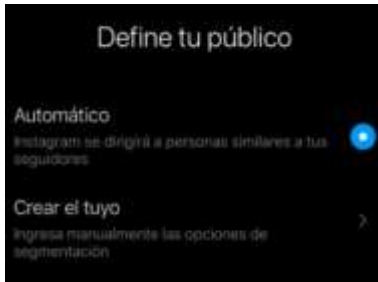 Define tu público
Automático
Instagram se dirigirá a personas similares a tus
seguidores
Crear el tuyo
Ingresa manualmente las opciones de
segmentación